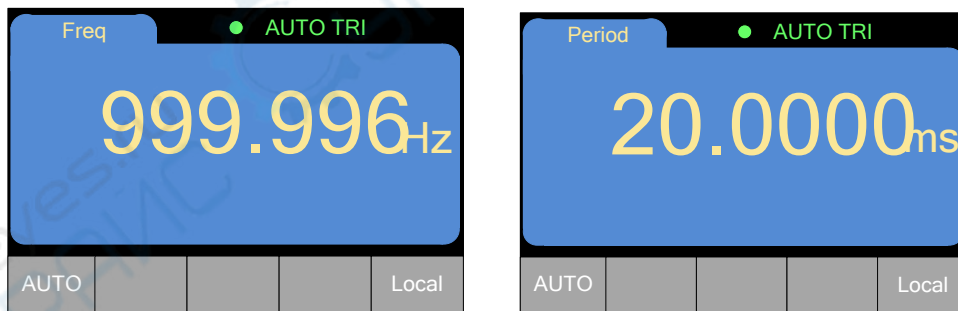 Freq
AUTO TRI
999.996Hz
AUTO
Local
Period
AUTO TRI
20.0000ms
AUTO
Local